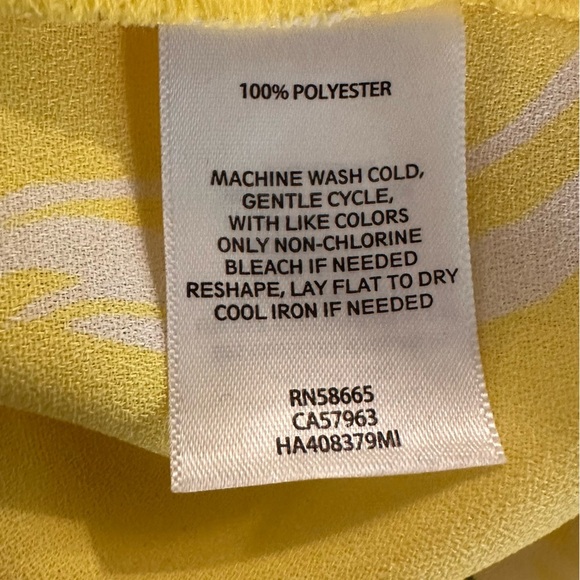 100% POLYESTER
MACHINE WASH COLD,
GENTLE CYCLE,
WITH LIKE COLORS
ONLY NON-CHLORINE
BLEACH IF NEEDED
RESHAPE, LAY FLAT TO DRY
COOL IRON IF NEEDED
RN58665
CA57963
HA408379MI